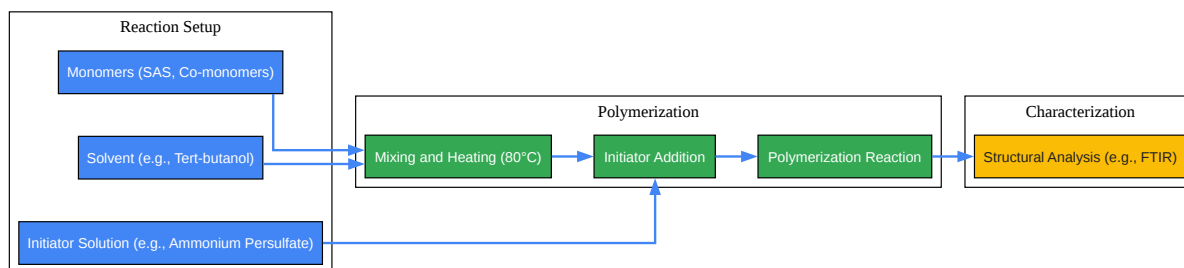 Reaction Setup
Monomers (SAS, Co-monomers)
Solvent (e.g., Tert-butanol)
Initiator Solution (e.g., Ammonium Persulfate)
Polymerization
Mixing and Heating (80°C)
Initiator Addition
Polymerization Reaction
Characterization
Structural Analysis (e.g., FTIR)